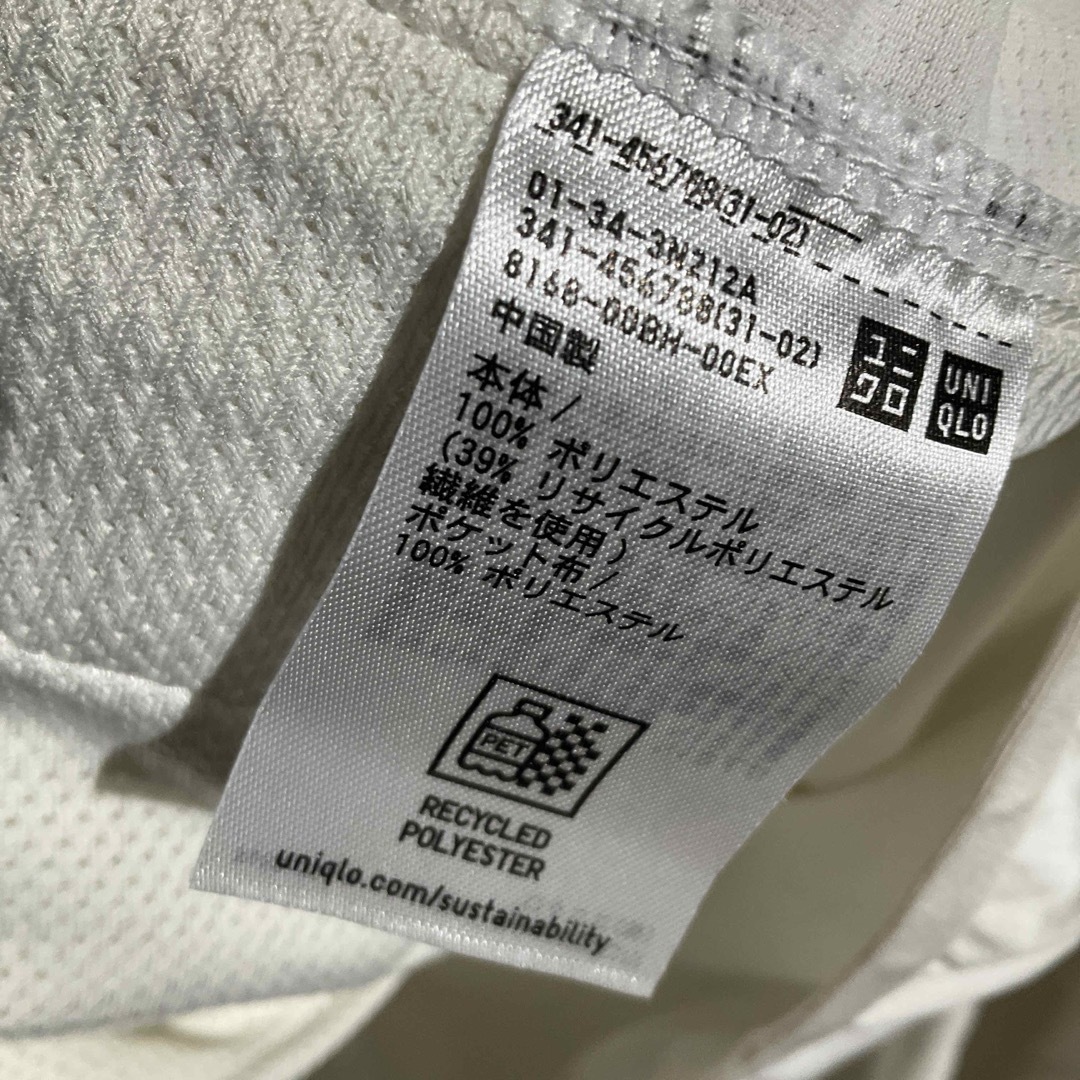 341-456788(31-02)
01-34-3N212A
341-456788(31-02)
8168-00BH-00EX
中国製
ユニ
クロ
UNI
QLO
本体 /
100% ポリエステル
(39% リサイクルポリエステル
繊維を使用)
ポケット布 /
100% ポリエステル
PET
RECYCLED
POLYESTER
uniqlo.com/sustainability